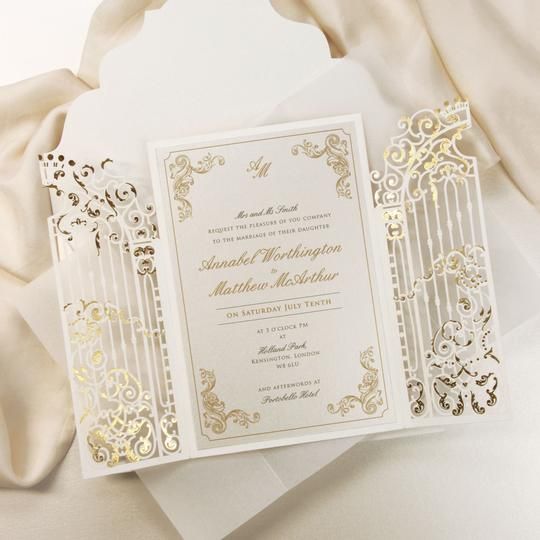 AM
Mrs and Ms Smith
REQUEST THE PLEASURE OF YOU COMPANY
TO THE MARRIAGE OF THEIR DAUGHTER
Annabel Worthington
to
Matthew McArthur
ON SATURDAY JULY TENTH
AT 3 O'CLOCK PM
AT
Holland Park,
KENSINGTON, LONDON
W8 6LU
AND AFTERWORDS AT
Portobello Hotel